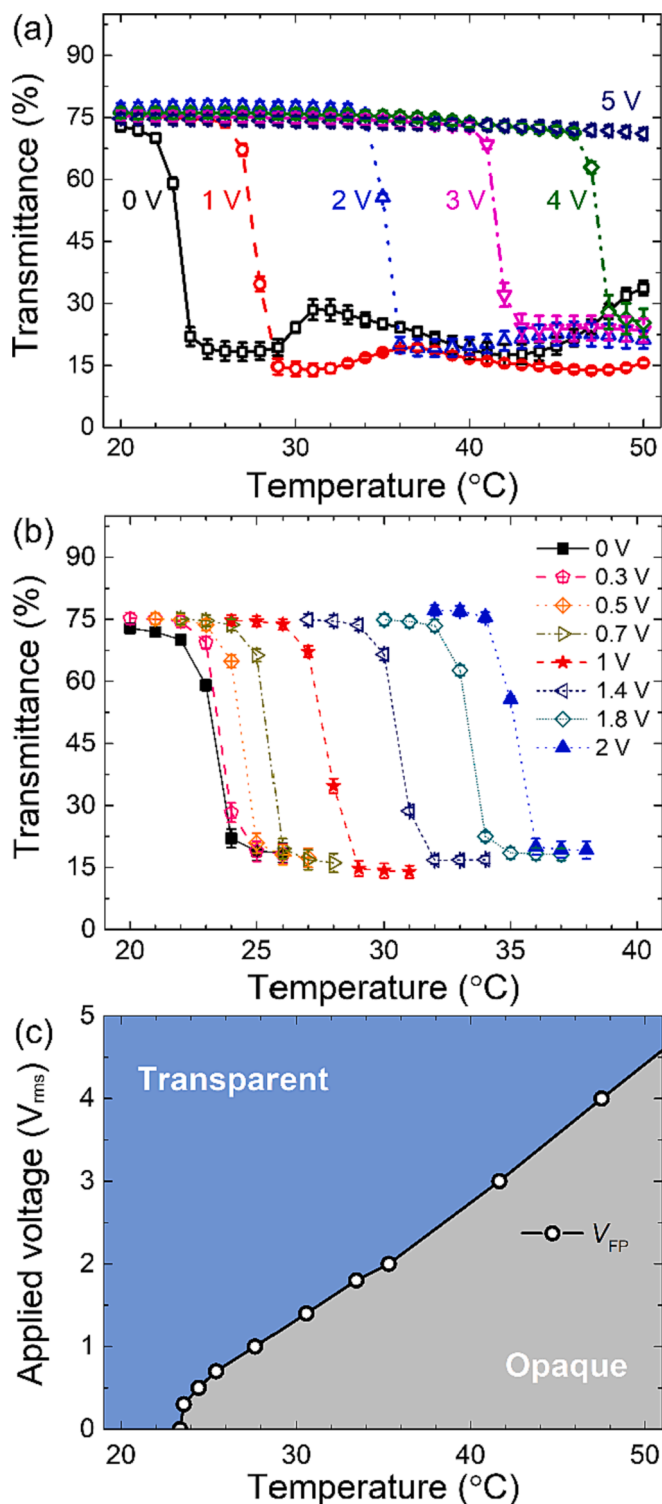 (a)
90
75
60
45
30
15
0
Transmittance (%)
0 V
1 V
2 V
3 V
4 V
5 V
20
30
40
50
Temperature (°C)
(b)
90
75
60
45
30
15
0
Transmittance (%)
0 V
0.3 V
0.5 V
0.7 V
1 V
1.4 V
1.8 V
2 V
20
25
30
35
40
Temperature (°C)
(c)
5
4
3
2
1
0
Applied voltage (Vrms)
Transparent
VFP
Opaque
20
30
40
50
Temperature (°C)